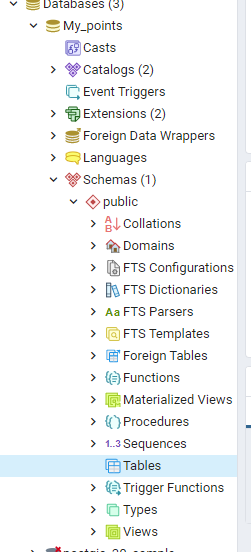 Databases (3)
My_points
Casts
Catalogs (2)
Event Triggers
Extensions (2)
Foreign Data Wrappers
Languages
Schemas (1)
public
Collations
Domains
FTS Configurations
FTS Dictionaries
FTS Parsers
FTS Templates
Foreign Tables
Functions
Materialized Views
Procedures
1..3 Sequences
Tables
Trigger Functions
Types
Views